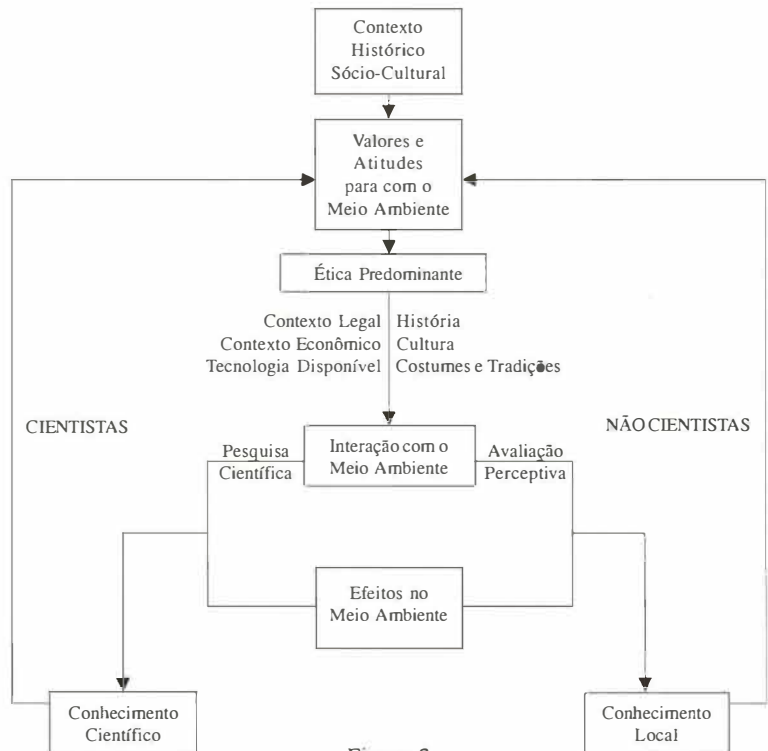 Contexto
Histórico
Sócio-Cultural
Valores e
Atitudes
para com o
Meio Ambiente
Ética Predominante
Contexto Legal
Contexto Econômico
Tecnologia Disponível
História
Cultura
Costumes e Tradições
CIENTISTAS
NÃO CIENTISTAS
Pesquisa
Científica
Interação com o
Meio Ambiente
Avaliação
Perceptiva
Efeitos no
Meio Ambiente
Conhecimento
Científico
Conhecimento
Local